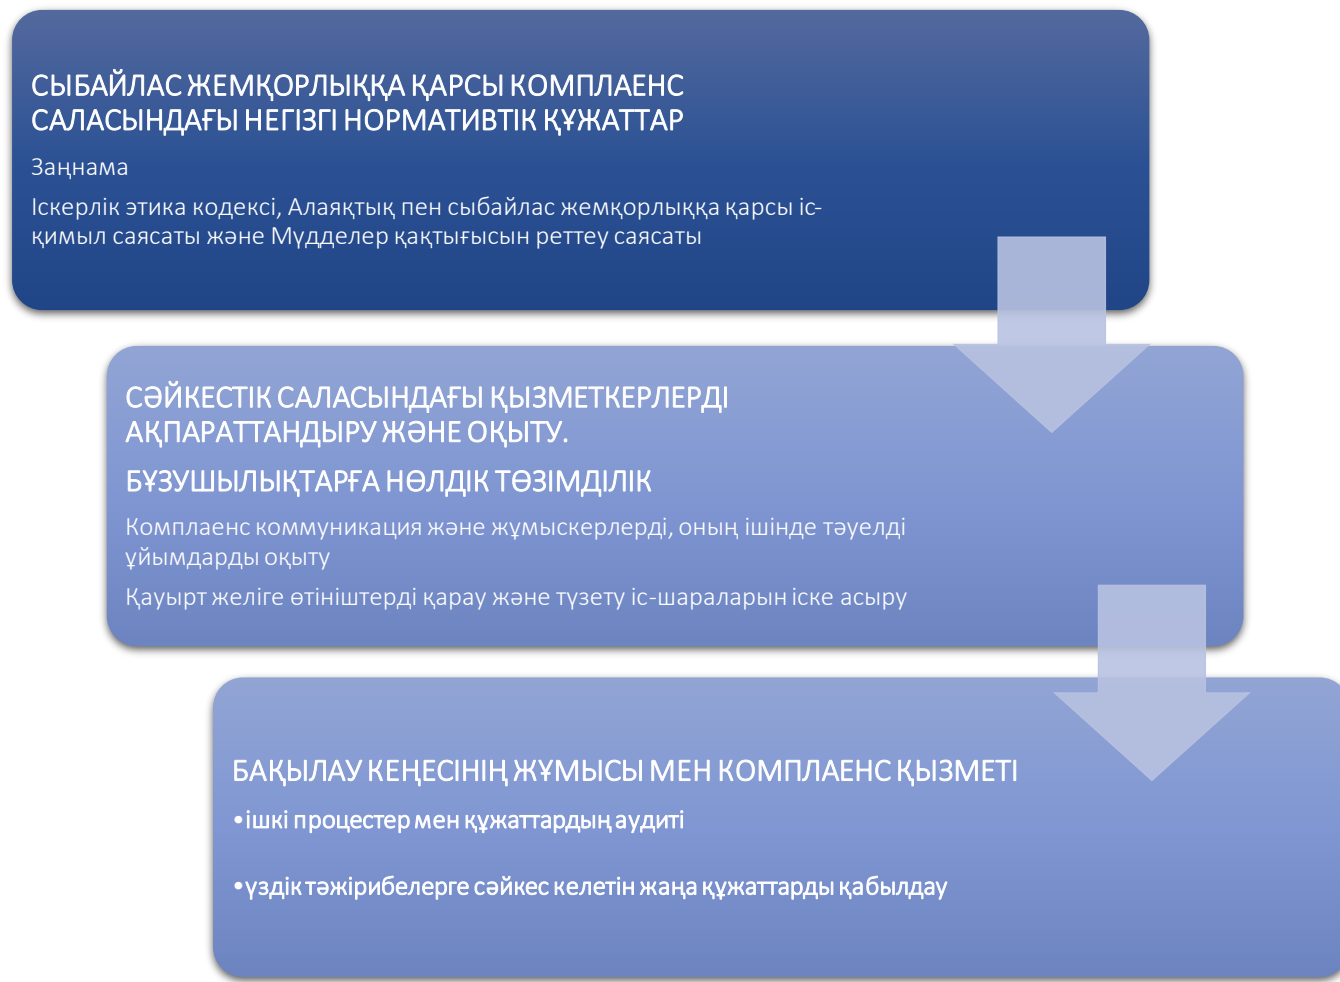 СЫБАЙЛАС ЖЕМҚОРЛЫҚҚА ҚАРСЫ КОМПЛАЕНС
САЛАСЫНДАҒЫ НЕГІЗГІ НОРМАТИВТІК ҚҰЖАТТАР
Заңнама
Іскерлік этика кодексі, Алаяқтық пен сыбайлас жемқорлыққа қарсы іс-
қимыл саясаты және Мүдделер қақтығысын реттеу саясаты
СӘЙКЕСТІК САЛАСЫНДАҒЫ ҚЫЗМЕТКЕРЛЕРДІ
АҚПАРАТТАНДЫРУ ЖӘНЕ ОҚЫТУ.
БҰЗУШЫЛЫҚТАРҒА НӨЛДІК ТӨЗІМДІЛІК
Комплаенс коммуникация және жұмыскерлерді, оның ішінде тәуелді
ұйымдарды оқыту
Қауырт желіге өтініштерді қарау және түзету іс-шараларын іске асыру
БАҚЫЛАУ КЕҢЕСІНІҢ ЖҰМЫСЫ МЕН КОМПЛАЕНС ҚЫЗМЕТІ
•ішкі процестер мен құжаттардың аудиті
•үздік тәжірибелерге сәйкес келетін жаңа құжаттарды қабылдау